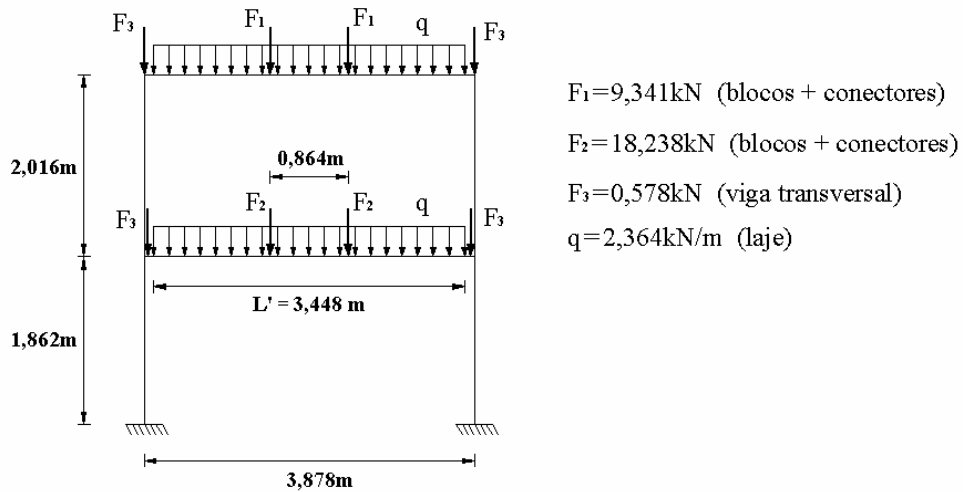 F₃ F₁ F₁ q F₃
2,016m
0,864m
F₃ F₂ F₂ q F₃
L' = 3,448 m
1,862m
3,878m
F₁=9,341kN (blocos + conectores)
F₂=18,238kN (blocos + conectores)
F₃=0,578kN (viga transversal)
q=2,364kN/m (laje)